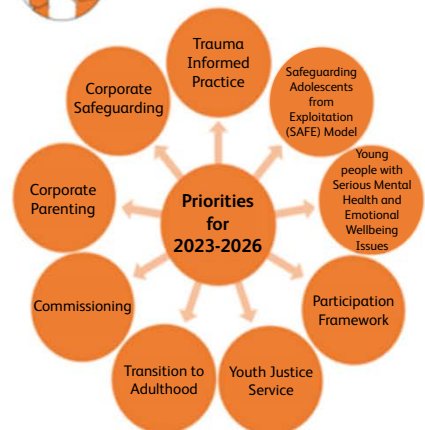 Trauma
Informed
Practice
Safeguarding
Adolescents
from
Exploitation
(SAFE) Model
Young
people with
Serious Mental
Health and
Emotional
Wellbeing
Issues
Participation
Framework
Youth Justice
Service
Transition to
Adulthood
Commissioning
Corporate
Parenting
Corporate
Safeguarding
Priorities
for
2023-2026